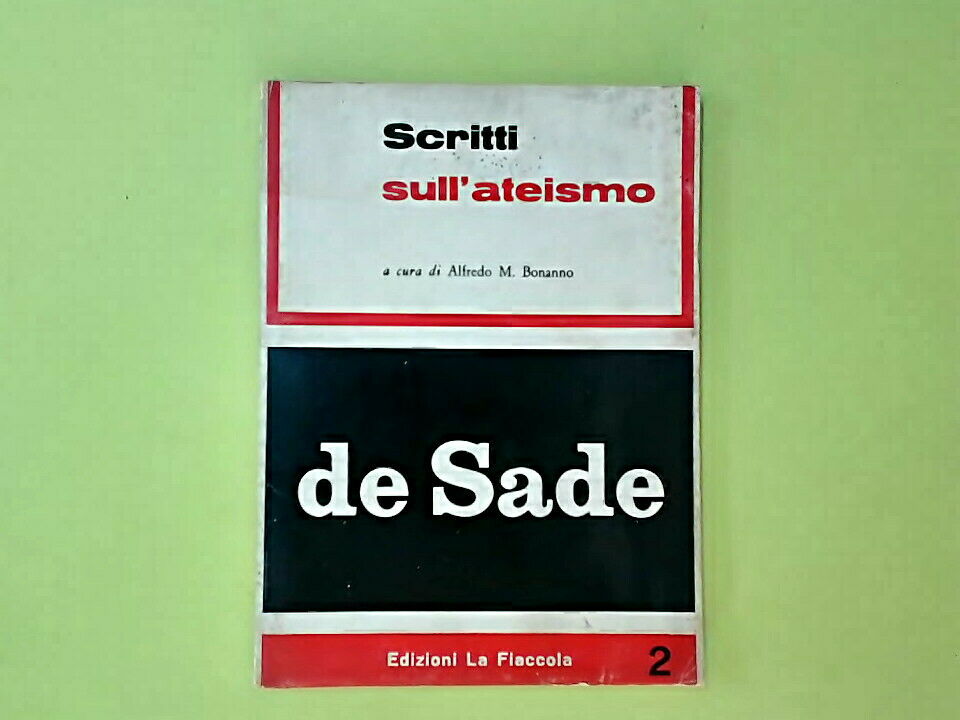 Scritti
sull'ateismo
a cura di Alfredo M. Bonanno
de Sade
Edizioni La Fiaccola 2